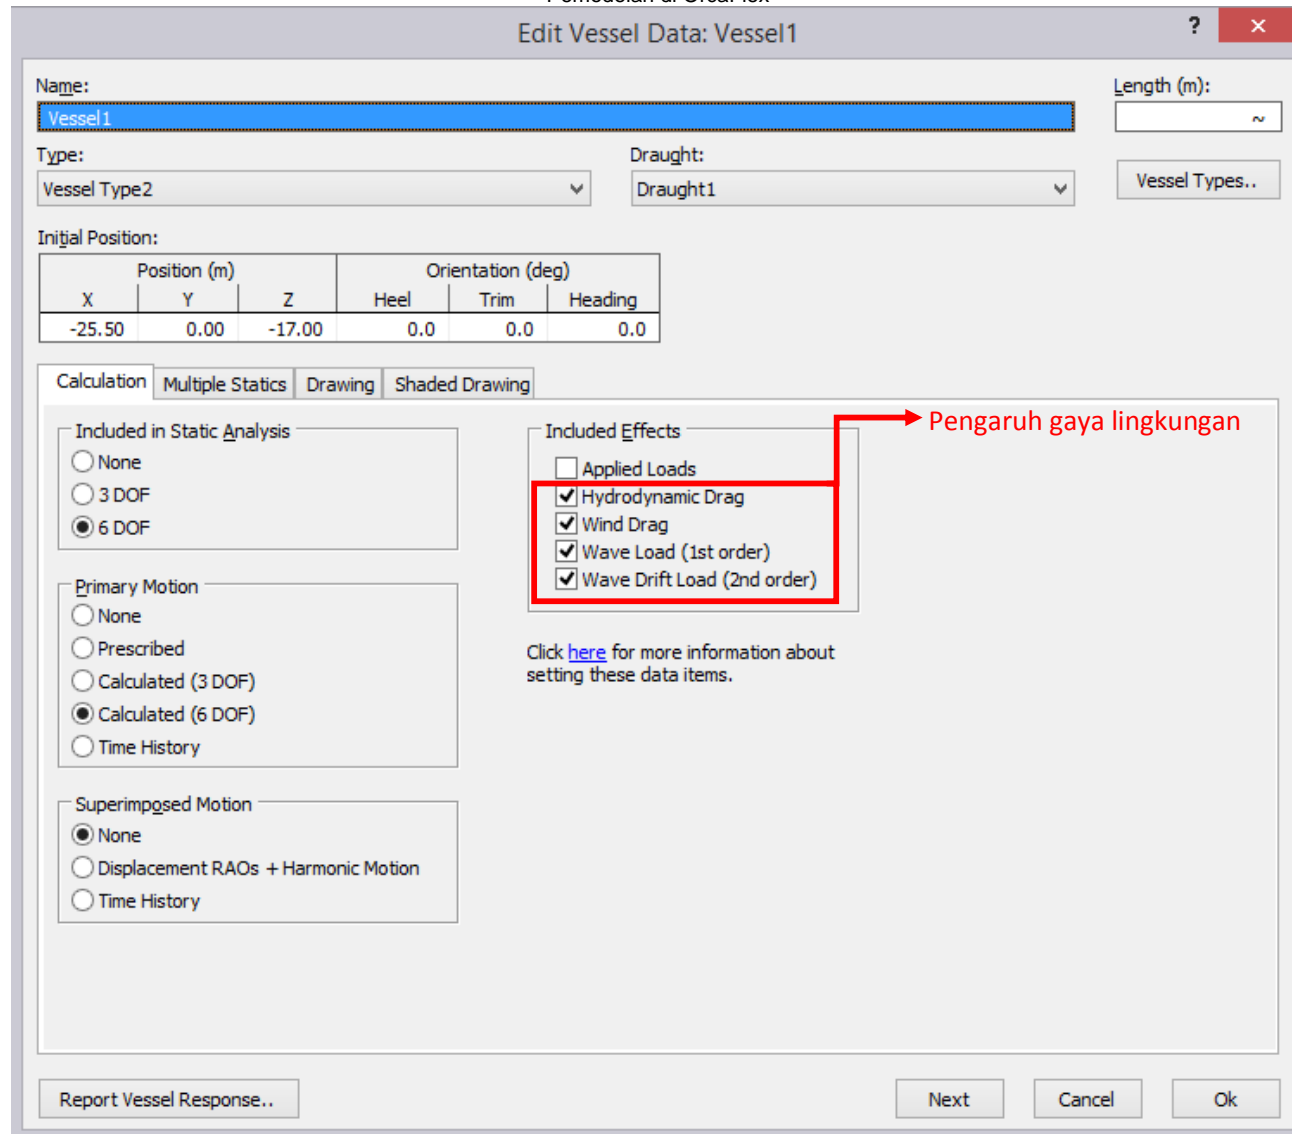 Pemodelan di OrcaFlex
Edit Vessel Data: Vessel1
?
×
Name:
Length (m):
Vessel1
~
Type:
Draught:
Vessel Type2
Draught1
Vessel Types..
Initial Position:
Position (m)
Orientation (deg)
X Y Z Heel Trim Heading
-25.50 0.00 -17.00 0.0 0.0 0.0
Calculation Multiple Statics Drawing Shaded Drawing
Pengaruh gaya lingkungan
Included in Static Analysis
None
3 DOF
6 DOF
Included Effects
Applied Loads
Hydrodynamic Drag
Wind Drag
Wave Load (1st order)
Wave Drift Load (2nd order)
Primary Motion
None
Prescribed
Calculated (3 DOF)
Calculated (6 DOF)
Time History
Click here for more information about
setting these data items.
Superimposed Motion
None
Displacement RAOs + Harmonic Motion
Time History
Report Vessel Response..
Next
Cancel
Ok